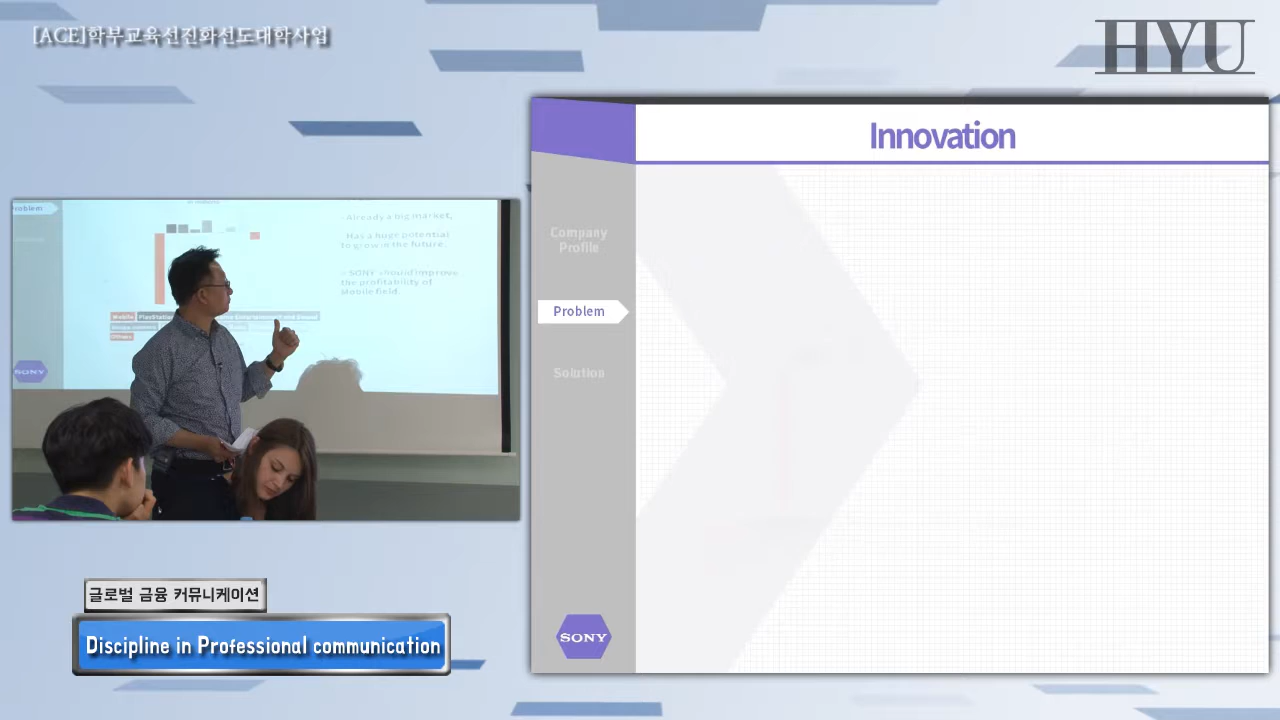 [ACE]학부교육선진화선도대학사업
HYU
Innovation
Company
Profile
Problem
Solution
SONY
Problem
- Already a big market,
Has a huge potential
to grow in the future.
- SONY should improve
the profitability of
Mobile field.
Mobile
Others
SONY
글로벌 금융 커뮤니케이션
Discipline in Professional communication